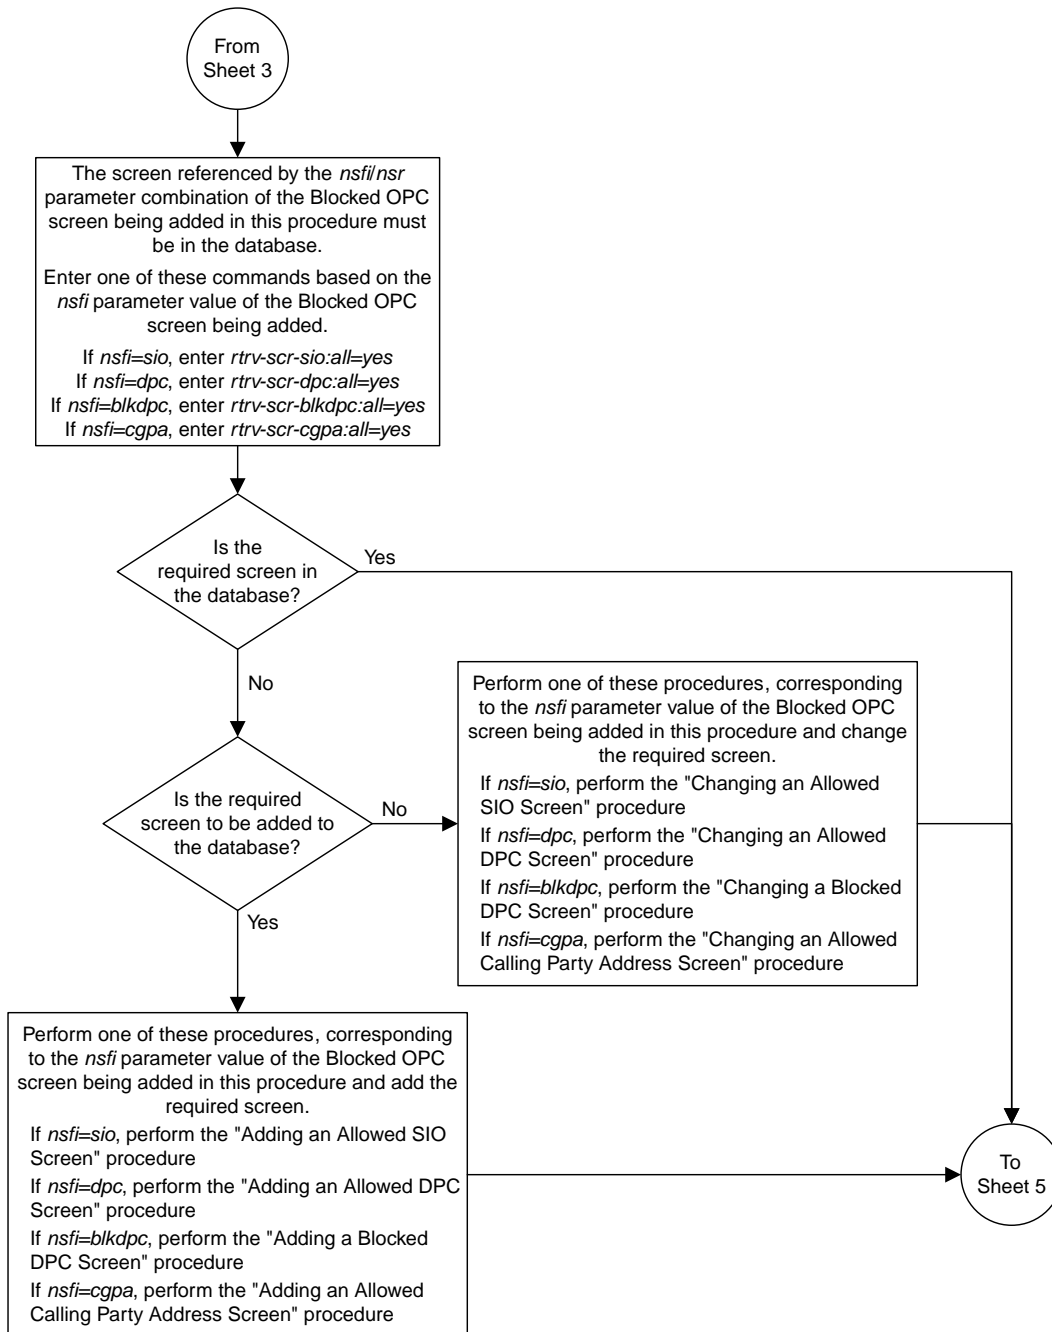 From
Sheet 3
The screen referenced by the nsfi/nsr
parameter combination of the Blocked OPC
screen being added in this procedure must
be in the database.
Enter one of these commands based on the
nsfi parameter value of the Blocked OPC
screen being added.
If nsfi=sio, enter rtrv-scr-sio:all=yes
If nsfi=dpc, enter rtrv-scr-dpc:all=yes
If nsfi=blkdpc, enter rtrv-scr-blkdpc:all=yes
If nsfi=cgpa, enter rtrv-scr-cgpa:all=yes
Is the
required screen in
the database?
Yes
No
Is the required
screen to be added to
the database?
No
Yes
Perform one of these procedures, corresponding
to the nsfi parameter value of the Blocked OPC
screen being added in this procedure and change
the required screen.
If nsfi=sio, perform the "Changing an Allowed
SIO Screen" procedure
If nsfi=dpc, perform the "Changing an Allowed
DPC Screen" procedure
If nsfi=blkdpc, perform the "Changing a Blocked
DPC Screen" procedure
If nsfi=cgpa, perform the "Changing an Allowed
Calling Party Address Screen" procedure
Perform one of these procedures, corresponding
to the nsfi parameter value of the Blocked OPC
screen being added in this procedure and add the
required screen.
If nsfi=sio, perform the "Adding an Allowed SIO
Screen" procedure
If nsfi=dpc, perform the "Adding an Allowed DPC
Screen" procedure
If nsfi=blkdpc, perform the "Adding a Blocked
DPC Screen" procedure
If nsfi=cgpa, perform the "Adding an Allowed
Calling Party Address Screen" procedure
To
Sheet 5